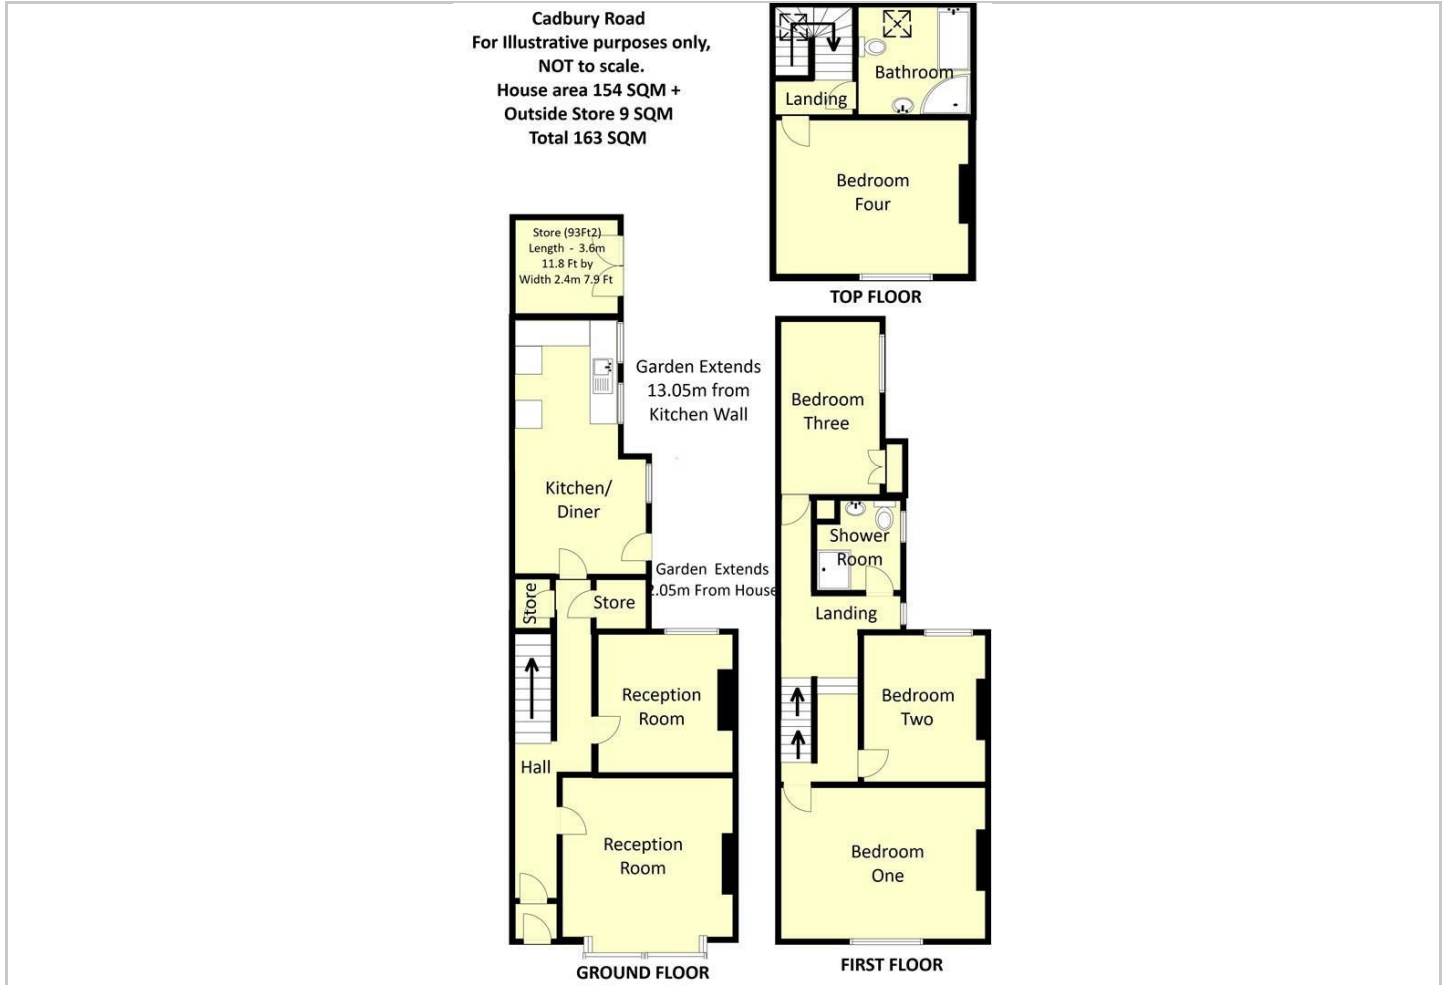 Cadbury Road
For Illustrative purposes only,
NOT to scale.
House area 154 SQM +
Outside Store 9 SQM
Total 163 SQM
Bathroom
Landing
Bedroom
Four
TOP FLOOR
Store (93Ft2)
Length - 3.6m
11.8 Ft by
Width 2.4m 7.9 Ft
Garden Extends
13.05m from
Kitchen Wall
Kitchen/
Diner
Garden Extends
2.05m From House
Store
Store
Reception
Room
Hall
Reception
Room
GROUND FLOOR
Bedroom
Three
Shower
Room
Landing
Bedroom
Two
Bedroom
One
FIRST FLOOR